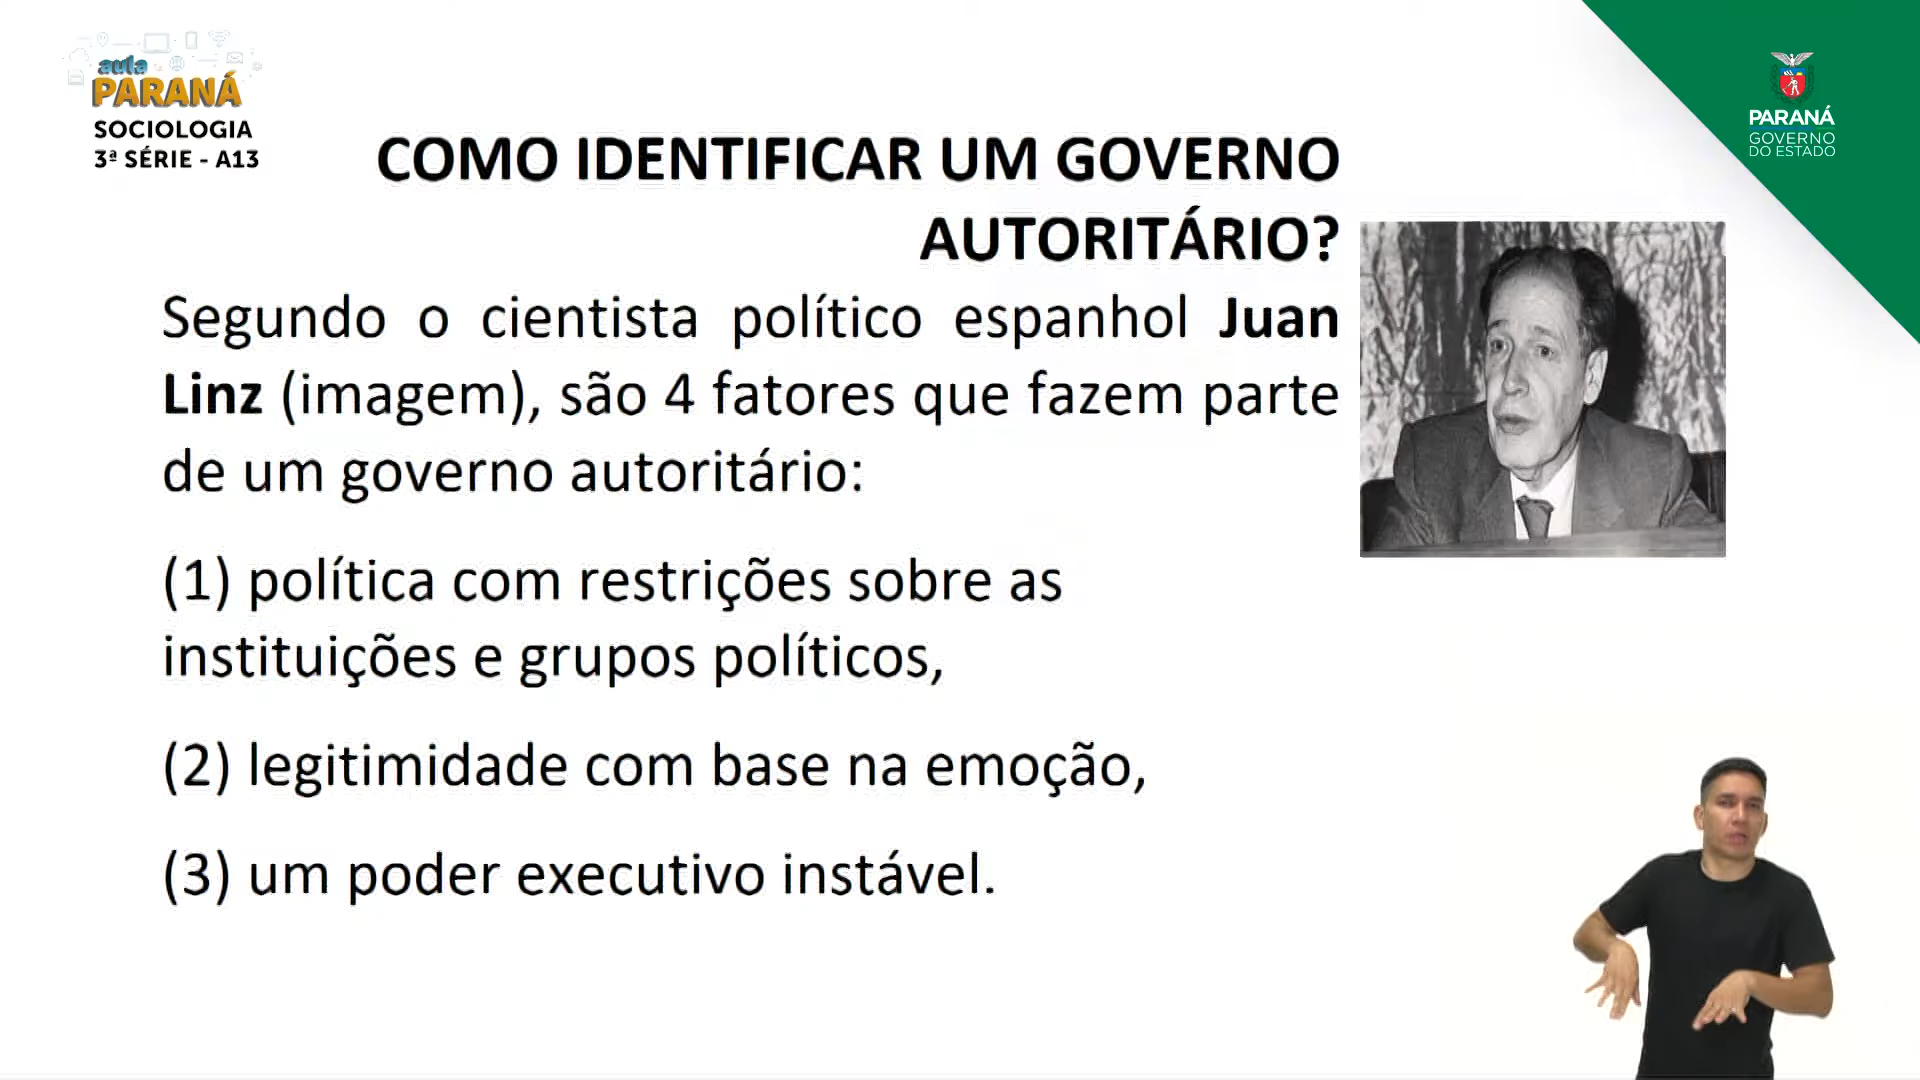 aula
PARANÁ
SOCIOLOGIA
3ª SÉRIE - A13
PARANÁ
GOVERNO
DO ESTADO
COMO IDENTIFICAR UM GOVERNO
AUTORITÁRIO?
Segundo o cientista político espanhol Juan
Linz (imagem), são 4 fatores que fazem parte
de um governo autoritário:
(1) política com restrições sobre as
instituições e grupos políticos,
(2) legitimidade com base na emoção,
(3) um poder executivo instável.